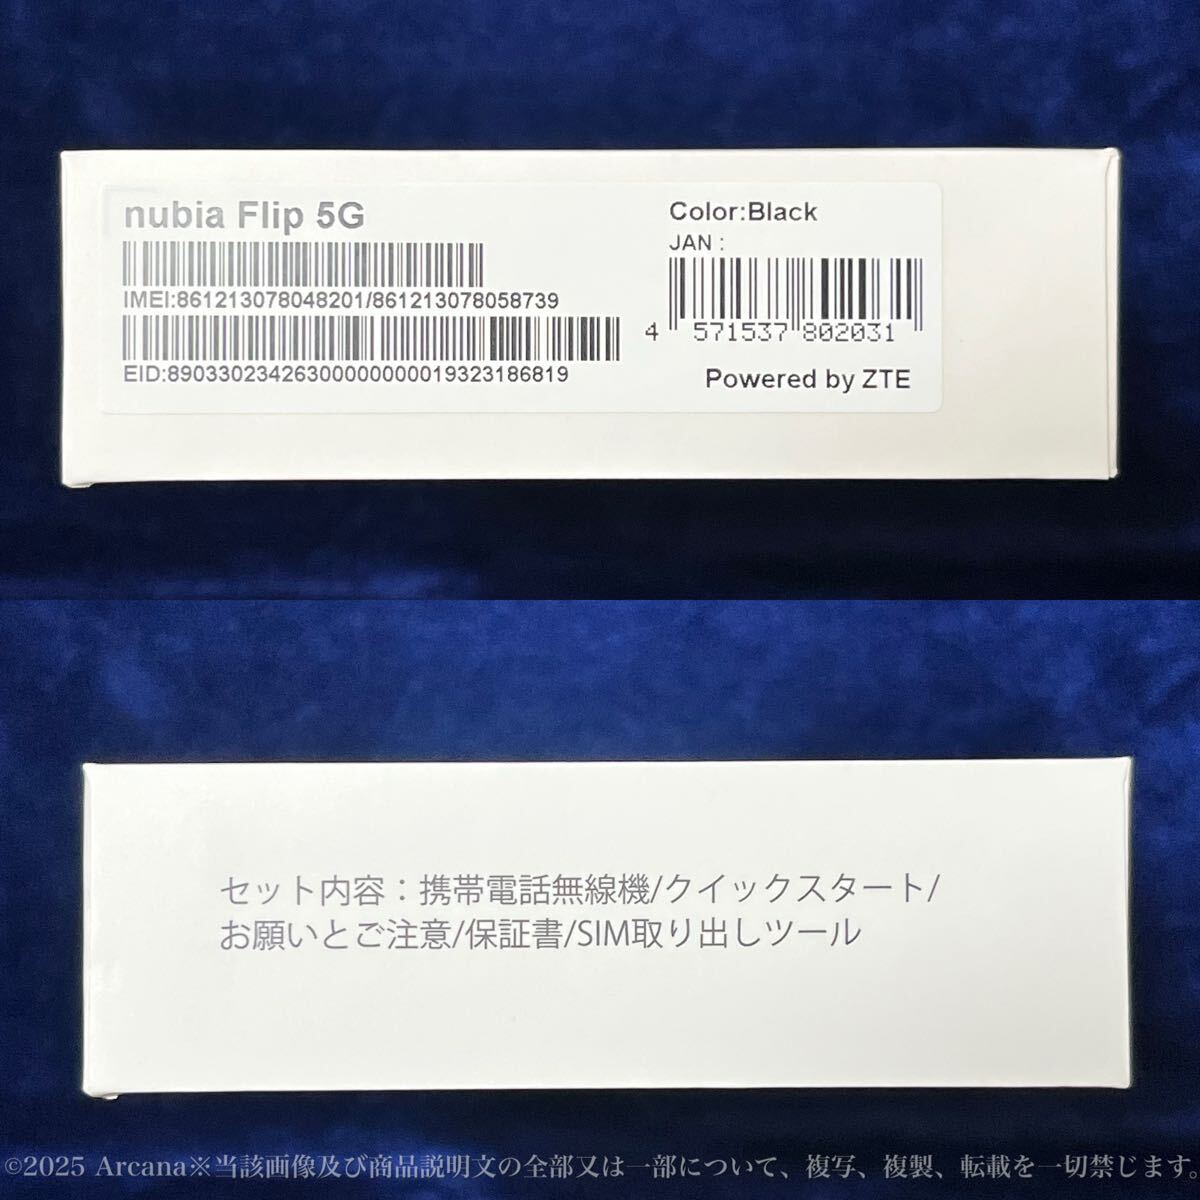 nubia Flip 5G
IMEI:861213078048201/861213078058739
EID:89033023426300000000019323186819
Color:Black
JAN :
4 571537 802031
Powered by ZTE
セット内容：携帯電話無線機/クイックスタート/
お願いとご注意/保証書/SIM取り出しツール
©2025 Arcana※当該画像及び商品説明文の全部又は一部について、複写、複製、転載を一切禁じます。